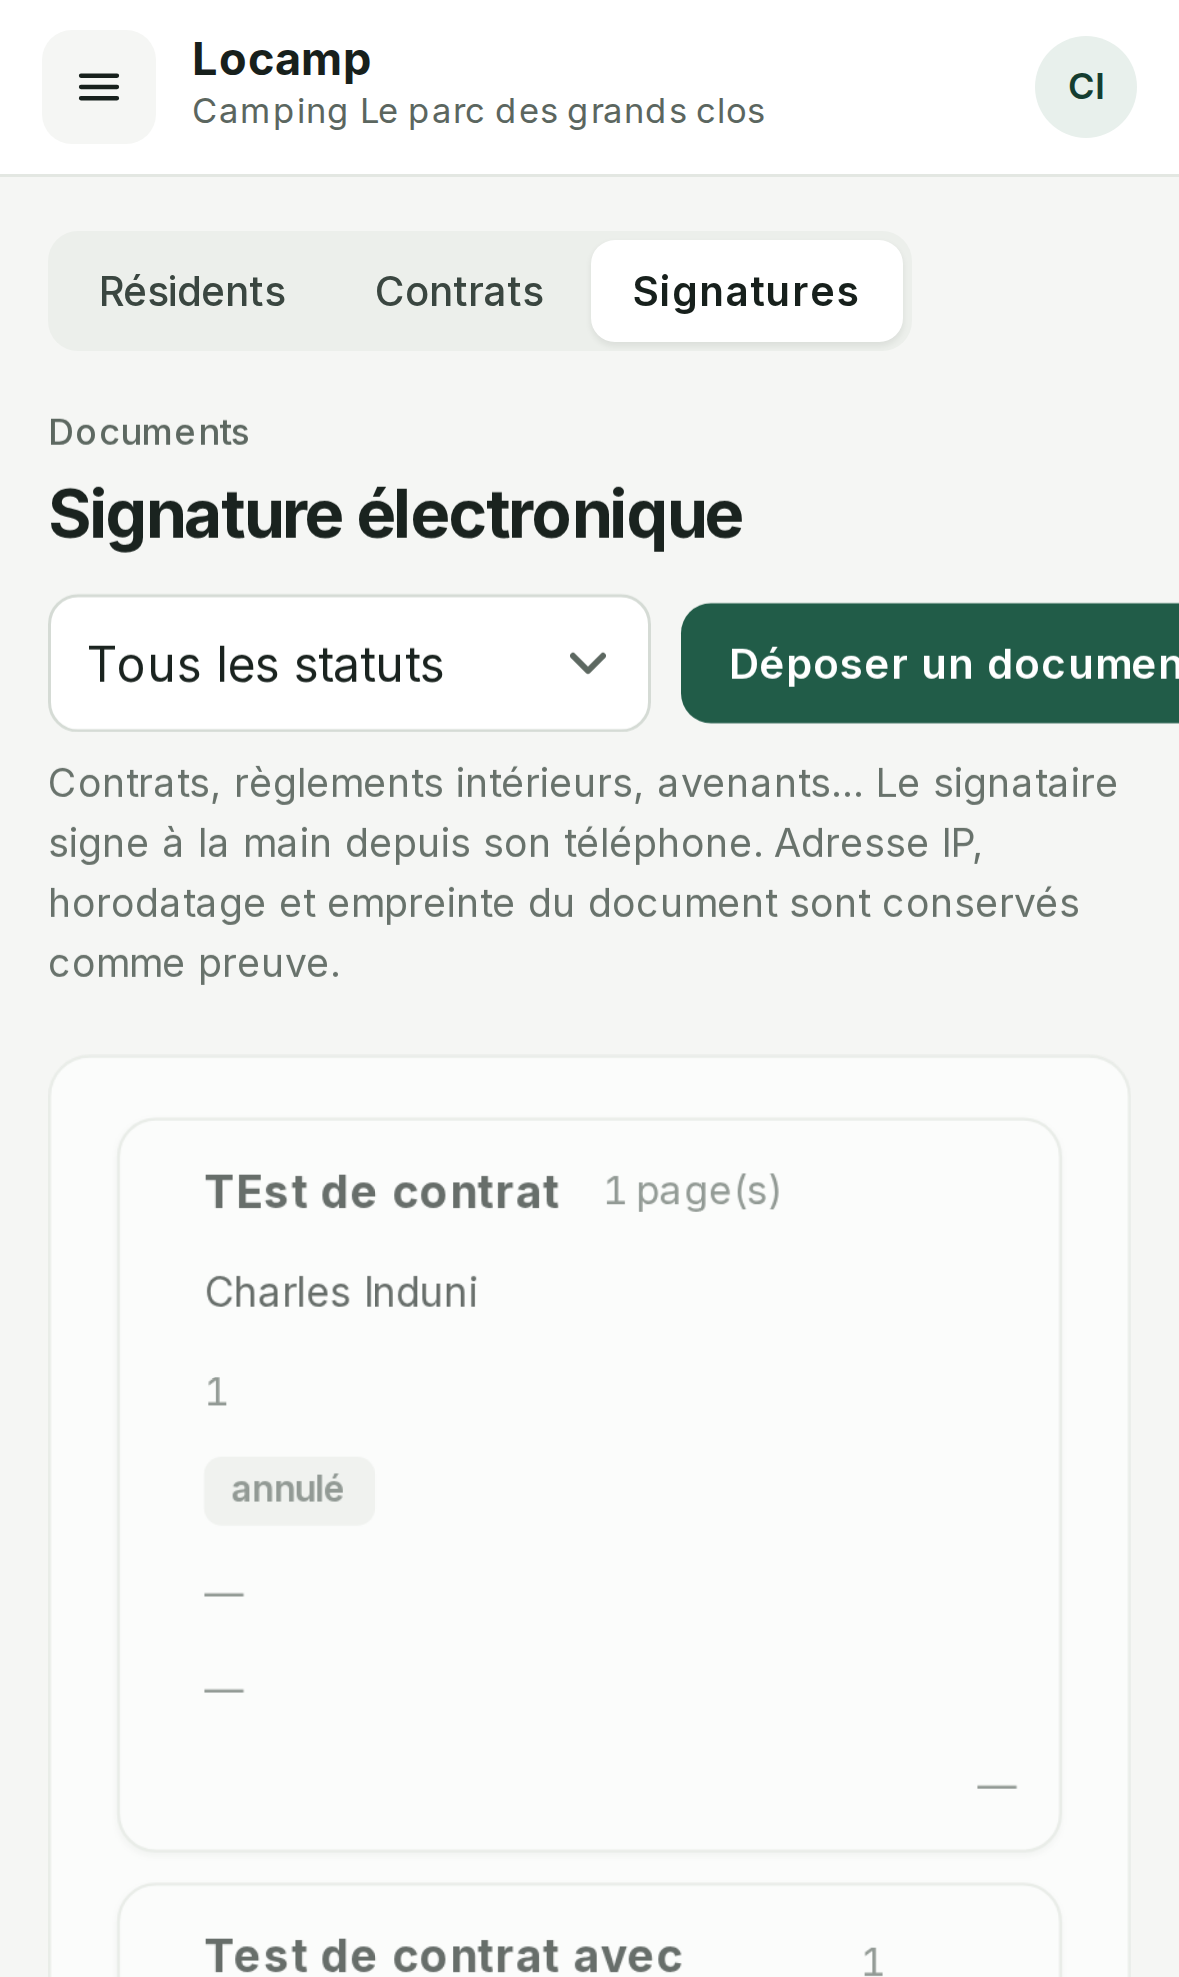 Locamp
Camping Le parc des grands clos
CI
Résidents Contrats Signatures
Documents
Signature électronique
Tous les statuts
Déposer un documen
Contrats, règlements intérieurs, avenants... Le signataire
signe à la main depuis son téléphone. Adresse IP,
horodatage et empreinte du document sont conservés
comme preuve.
TEst de contrat 1 page(s)
Charles Induni
1
annulé
—
—
—
Test de contrat avec 1